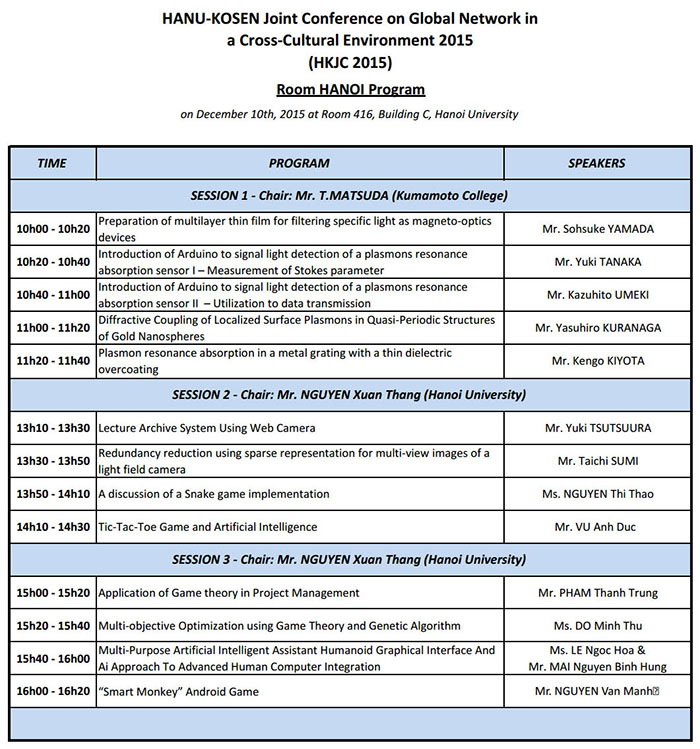 HANU-KOSEN Joint Conference on Global Network in
a Cross-Cultural Environment 2015
(HKJC 2015)
Room HANOI Program
on December 10th, 2015 at Room 416, Building C, Hanoi University
TIME PROGRAM SPEAKERS
SESSION 1 - Chair: Mr. T.MATSUDA (Kumamoto College)
10h00 - 10h20 Preparation of multilayer thin film for filtering specific light as magneto-optics
devices Mr. Sohsuke YAMADA
10h20 - 10h40 Introduction of Arduino to signal light detection of a plasmons resonance
absorption sensor I – Measurement of Stokes parameter Mr. Yuki TANAKA
10h40 - 11h00 Introduction of Arduino to signal light detection of a plasmons resonance
absorption sensor II – Utilization to data transmission Mr. Kazuhito UMEKI
11h00 - 11h20 Diffractive Coupling of Localized Surface Plasmons in Quasi-Periodic Structures
of Gold Nanospheres Mr. Yasuhiro KURANAGA
11h20 - 11h40 Plasmon resonance absorption in a metal grating with a thin dielectric
overcoating Mr. Kengo KIYOTA
SESSION 2 - Chair: Mr. NGUYEN Xuan Thang (Hanoi University)
13h10 - 13h30 Lecture Archive System Using Web Camera Mr. Yuki TSUTSUURA
13h30 - 13h50 Redundancy reduction using sparse representation for multi-view images of a
light field camera Mr. Taichi SUMI
13h50 - 14h10 A discussion of a Snake game implementation Ms. NGUYEN Thi Thao
14h10 - 14h30 Tic-Tac-Toe Game and Artificial Intelligence Mr. VU Anh Duc
SESSION 3 - Chair: Mr. NGUYEN Xuan Thang (Hanoi University)
15h00 - 15h20 Application of Game theory in Project Management Mr. PHAM Thanh Trung
15h20 - 15h40 Multi-objective Optimization using Game Theory and Genetic Algorithm Ms. DO Minh Thu
15h40 - 16h00 Multi-Purpose Artificial Intelligent Assistant Humanoid Graphical Interface And Ms. LE Ngoc Hoa &
Ai Approach To Advanced Human Computer Integration Mr. MAI Nguyen Binh Hung
16h00 - 16h20 “Smart Monkey” Android Game Mr. NGUYEN Van Manh